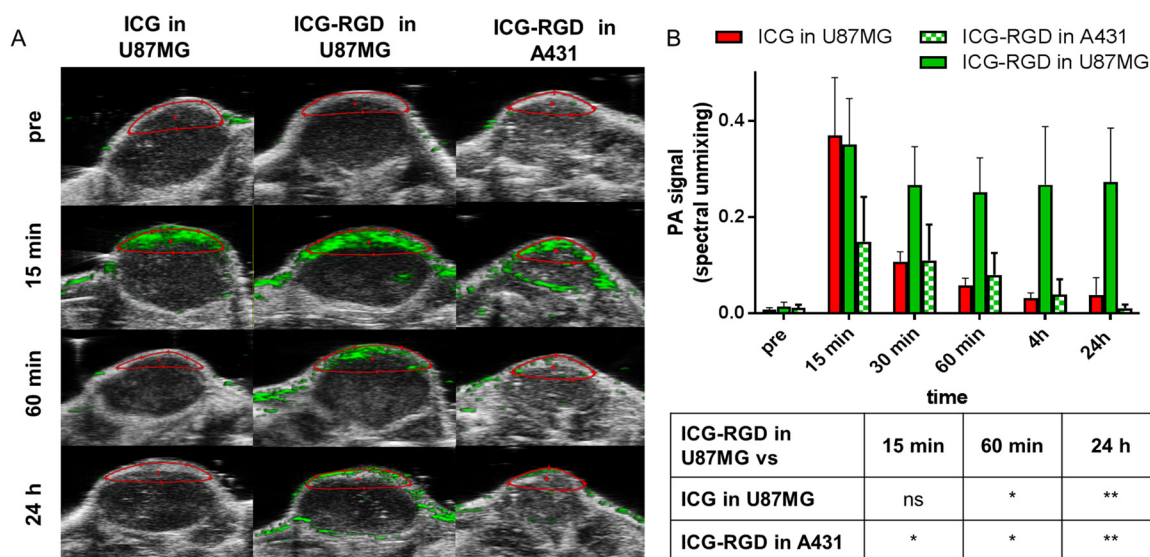 A
ICG in
U87MG
ICG-RGD in
U87MG
ICG-RGD in
A431
pre
15 min
60 min
24 h
B
ICG in U87MG
ICG-RGD in A431
ICG-RGD in U87MG
PA signal
(spectral unmixing)
0.4
0.2
0.0
pre
15 min
30 min
60 min
4h
24h
time
ICG-RGD in
U87MG vs
15 min
60 min
24 h
ICG in U87MG
ns
*
**
ICG-RGD in A431
*
*
**